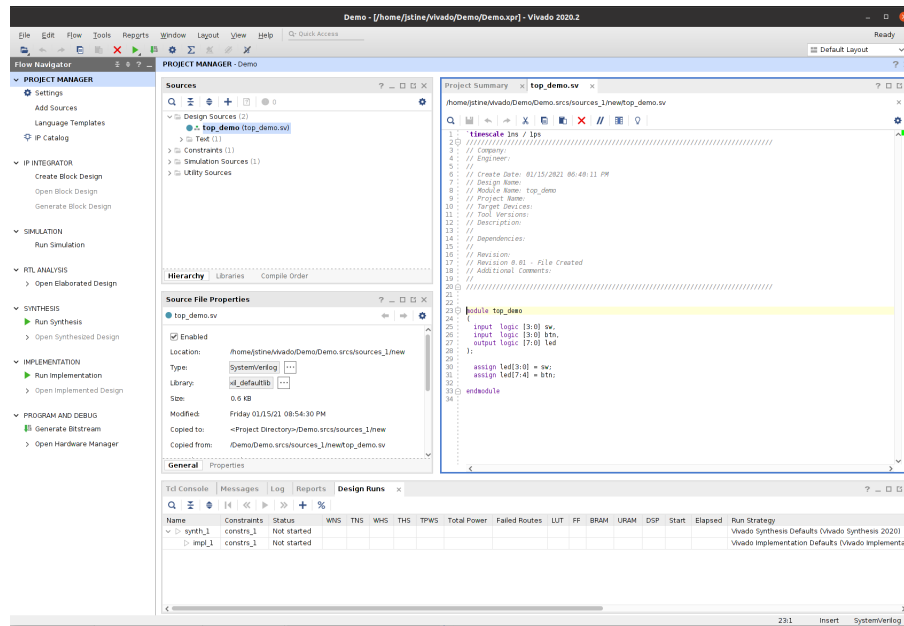 Demo - [/home/jstine/vivado/Demo/Demo.xpr] - Vivado 2020.2
File Edit Flow Tools Reports Window Layout View Help Q- Quick Access Ready
Default Layout
Flow Navigator
PROJECT MANAGER
Settings
Add Sources
Language Templates
IP Catalog
IP INTEGRATOR
Create Block Design
Open Block Design
Generate Block Design
SIMULATION
Run Simulation
RTL ANALYSIS
Open Elaborated Design
SYNTHESIS
Run Synthesis
Open Synthesized Design
IMPLEMENTATION
Run Implementation
Open Implemented Design
PROGRAM AND DEBUG
Generate Bitstream
Open Hardware Manager
PROJECT MANAGER - Demo
Sources
0
Design Sources (2)
top_demo (top_demo.sv)
Text (1)
Constraints (1)
Simulation Sources (1)
Utility Sources
Hierarchy Libraries Compile Order
Source File Properties
top_demo.sv
Enabled
Location: /home/jstine/vivado/Demo/Demo.srcs/sources_1/new
Type: SystemVerilog ...
Library: xil_defaultlib ...
Size: 0.6 KB
Modified: Friday 01/15/21 08:54:30 PM
Copied to: <Project Directory>/Demo.srcs/sources_1/new
Copied from: /Demo/Demo.srcs/sources_1/new/top_demo.sv
General Properties
Project Summary top_demo.sv
/home/jstine/vivado/Demo/Demo.srcs/sources_1/new/top_demo.sv
1 `timescale 1ns / 1ps
2 //////////////////////////////////////////////////////////////////////////////////
3 // Company:
4 // Engineer:
5 //
6 // Create Date: 01/15/2021 06:40:11 PM
7 // Design Name:
8 // Module Name: top_demo
9 // Project Name:
10 // Target Devices:
11 // Tool Versions:
12 // Description:
13 //
14 // Dependencies:
15 //
16 // Revision:
17 // Revision 0.01 - File Created
18 // Additional Comments:
19 //
20 //////////////////////////////////////////////////////////////////////////////////
21
22
23 module top_demo
24 (
25 input logic [3:0] sw,
26 input logic [3:0] btn,
27 output logic [7:0] led
28 );
29
30 assign led[3:0] = sw;
31 assign led[7:4] = btn;
32
33 endmodule
34
Tcl Console Messages Log Reports Design Runs
Name Constraints Status WNS TNS WHS THS TPWS Total Power Failed Routes LUT FF BRAM URAM DSP Start Elapsed Run Strategy
synth_1 constrs_1 Not started Vivado Synthesis Defaults (Vivado Synthesis 2020)
impl_1 constrs_1 Not started Vivado Implementation Defaults (Vivado Implementa
23:1 Insert SystemVerilog